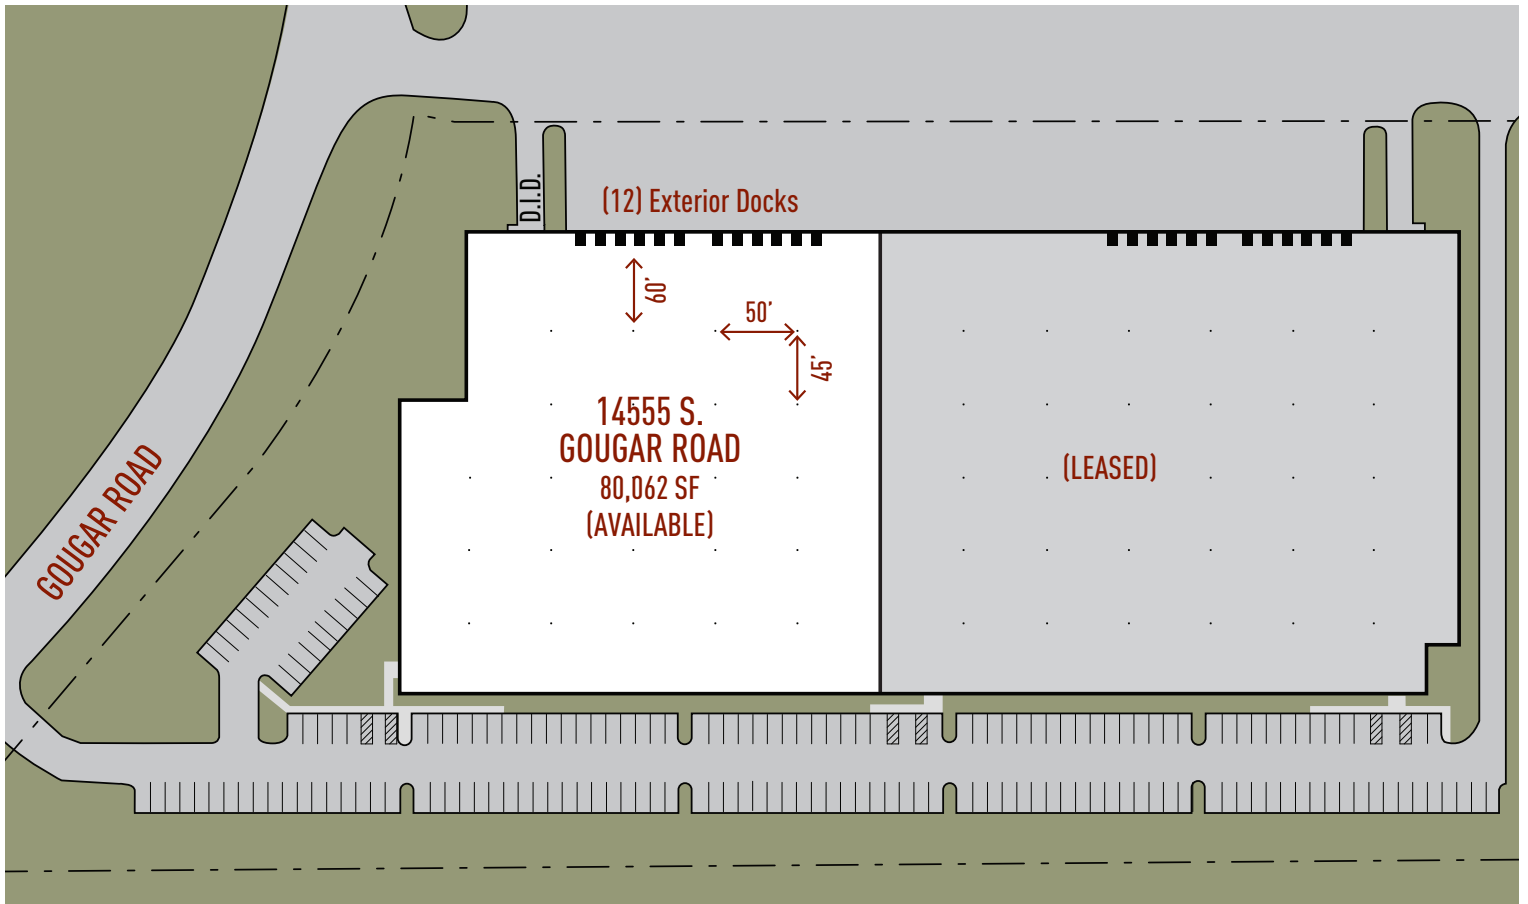 D.I.D.
(12) Exterior Docks
60'
50'
45'
14555 S.
GOUGAR ROAD
80,062 SF
(AVAILABLE)
(LEASED)
GOUGAR ROAD